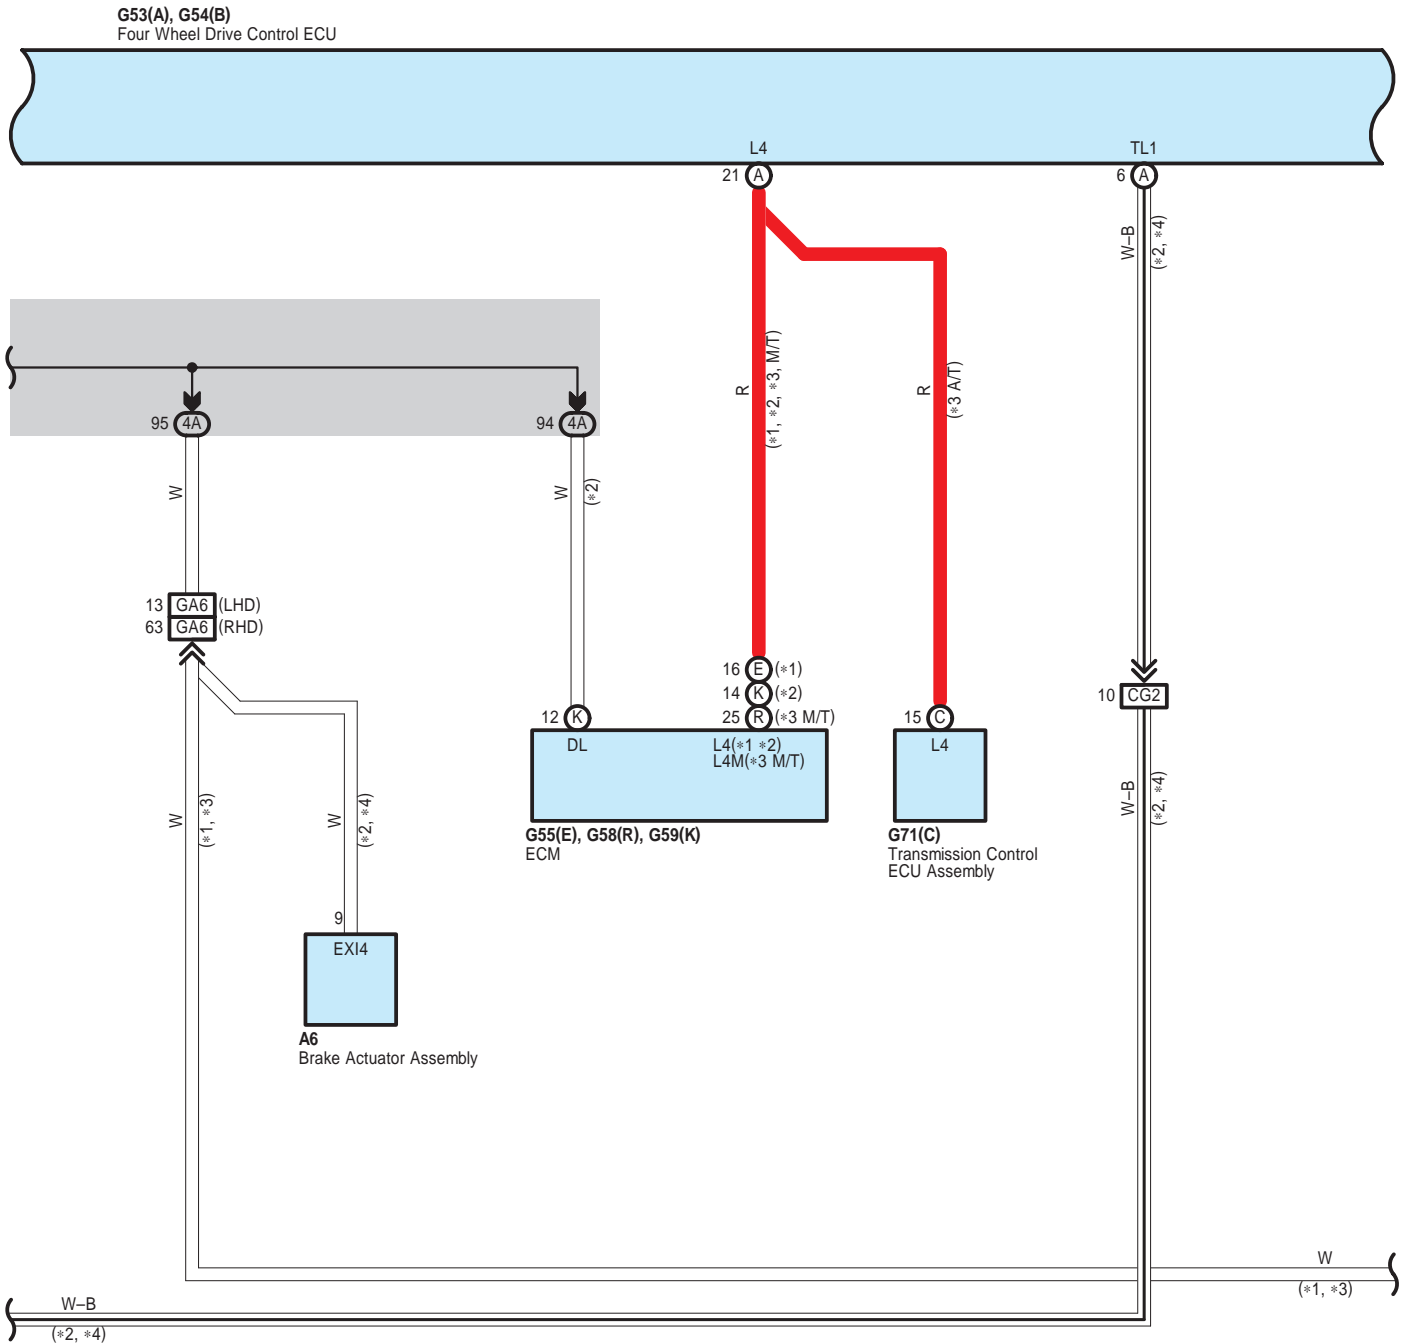 G53(A), G54(B)
Four Wheel Drive Control ECU
L4
TL1
21 A
6 A
W–B
(∗2, ∗4)
R
(∗1, ∗2, ∗3, M/T)
R
(∗3 A/T)
95 4A
94 4A
W
W
(∗2)
13 GA6 (LHD)
63 GA6 (RHD)
16 E (∗1)
14 K (∗2)
25 R (∗3 M/T)
12 K
15 C
10 CG2
DL
L4(∗1 ∗2)
L4M(∗3 M/T)
L4
W
(∗1, ∗3)
W
(∗2, ∗4)
W–B
(∗2, ∗4)
G55(E), G58(R), G59(K)
ECM
G71(C)
Transmission Control
ECU Assembly
9
EXI4
A6
Brake Actuator Assembly
W
(∗1, ∗3)
W–B
(∗2, ∗4)